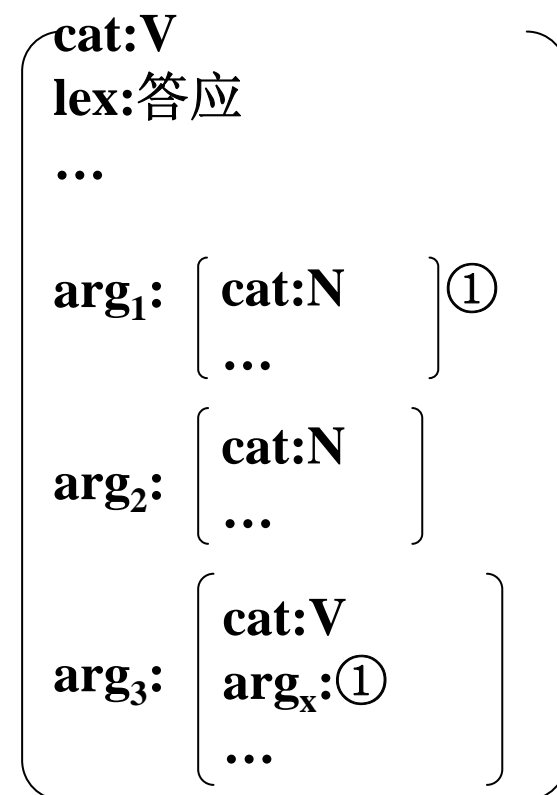 cat:V
lex:答应
…
arg₁: cat:N ①
…
cat:N
arg₂:
…
cat:V
arg₃: argₓ:①
…